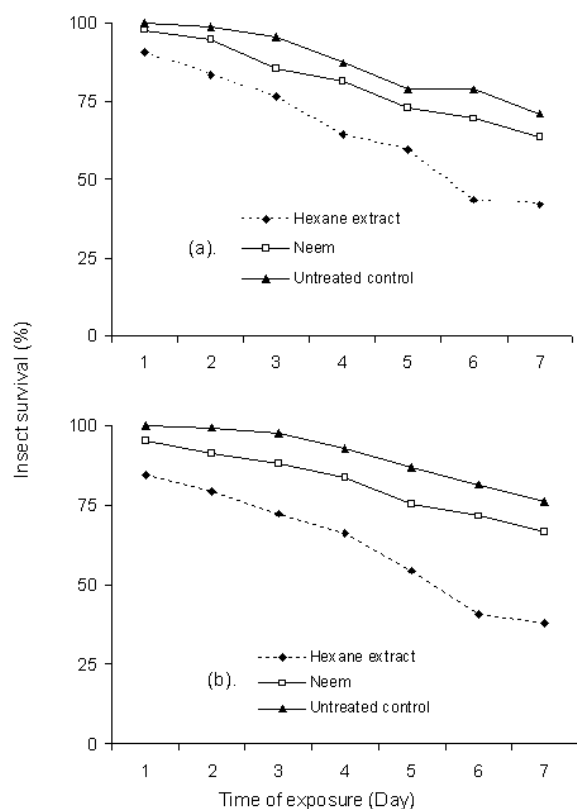 Insect survival (%)
100
75
50
25
0
Hexane extract
(a).
Neem
Untreated control
1 2 3 4 5 6 7
100
75
50
25
0
Hexane extract
(b).
Neem
Untreated control
1 2 3 4 5 6 7
Time of exposure (Day)